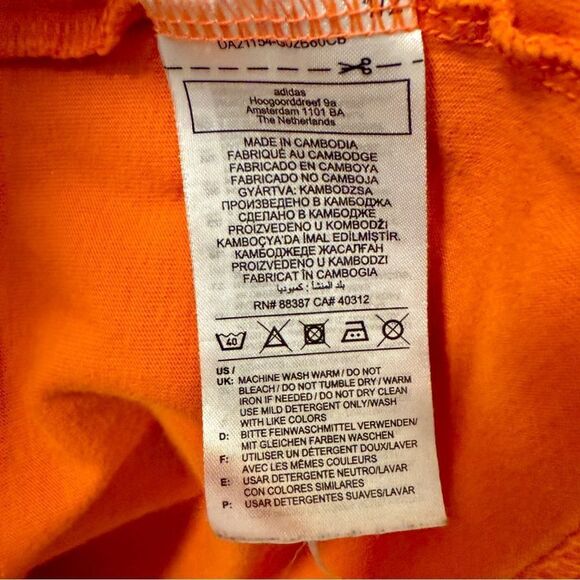 UA21154-G02B80CB
adidas
Hoogoorddreef 9a
Amsterdam 1101 BA
The Netherlands
MADE IN CAMBODIA
FABRIQUÉ AU CAMBODGE
FABRICADO EN CAMBOYA
FABRICADO NO CAMBOJA
GYÁRTVA: KAMBODZSA
ПРОИЗВЕДЕНО В КАМБОДЖА
СДЕЛАНО В КАМБОДЖЕ
PROIZVEDENO U KOMBODŽI
KAMBOÇYA'DA İMAL EDİLMİŞTİR.
КАМБОДЖЕДЕ ЖАСАЛҒАН
PROIZVEDENO U KAMBODŽI
FABRICAT ÎN CAMBOGIA
بلد المنشأ: كمبوديا
RN# 88387 CA# 40312
40
US /
UK: MACHINE WASH WARM / DO NOT
BLEACH / DO NOT TUMBLE DRY / WARM
IRON IF NEEDED / DO NOT DRY CLEAN
USE MILD DETERGENT ONLY/WASH
WITH LIKE COLORS
D: BITTE FEINWASCHMITTEL VERWENDEN/
MIT GLEICHEN FARBEN WASCHEN
F: UTILISER UN DÉTERGENT DOUX/LAVER
AVEC LES MÊMES COULEURS
E: USAR DETERGENTE NEUTRO/LAVAR
CON COLORES SIMILARES
P: USAR DETERGENTES SUAVES/LAVAR